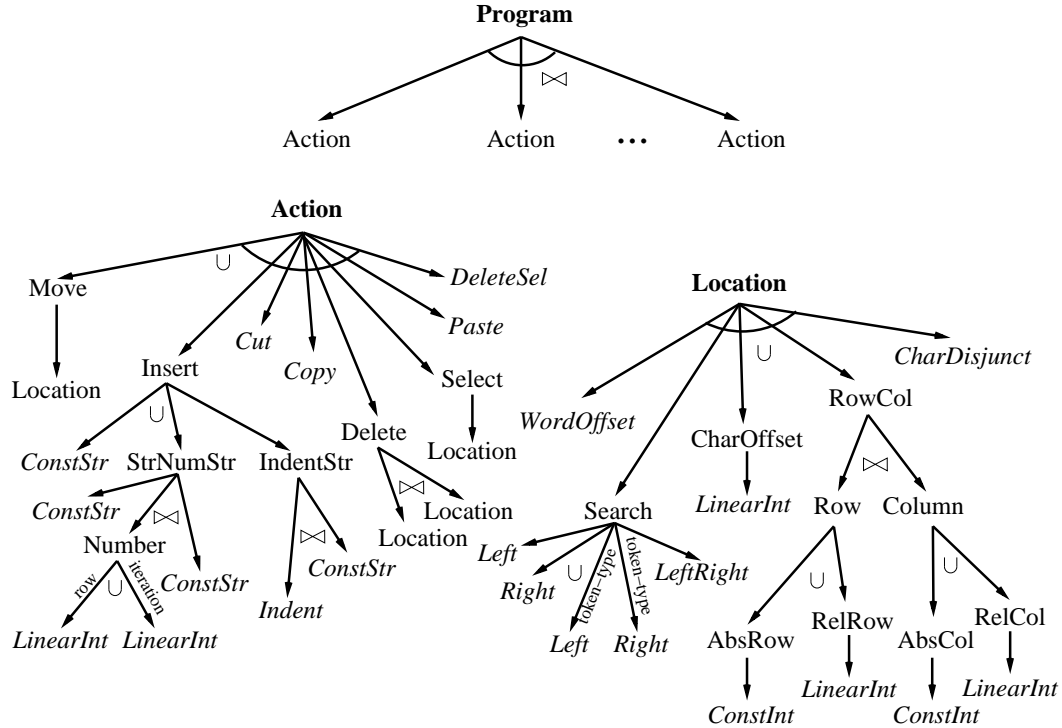 Program
⋈
Action Action ... Action
Action
∪
DeleteSel
Move
Location
Paste
Cut
∪
CharDisjunct
Insert
Copy
Select
Location
RowCol
WordOffset
∪
Delete
CharOffset
ConstStr StrNumStr IndentStr
Location
⋈
⋈
ConstStr
⋈
Location
LinearInt
Search
Row Column
⋈
Location
Number
ConstStr
⋈
ConstStr
Left
token-type
token-type
LeftRight
row
∪
iteration
Right
∪
∪
∪
Indent
LinearInt LinearInt
Left Right
AbsRow
RelRow
AbsCol
RelCol
LinearInt
LinearInt
ConstInt
ConstInt